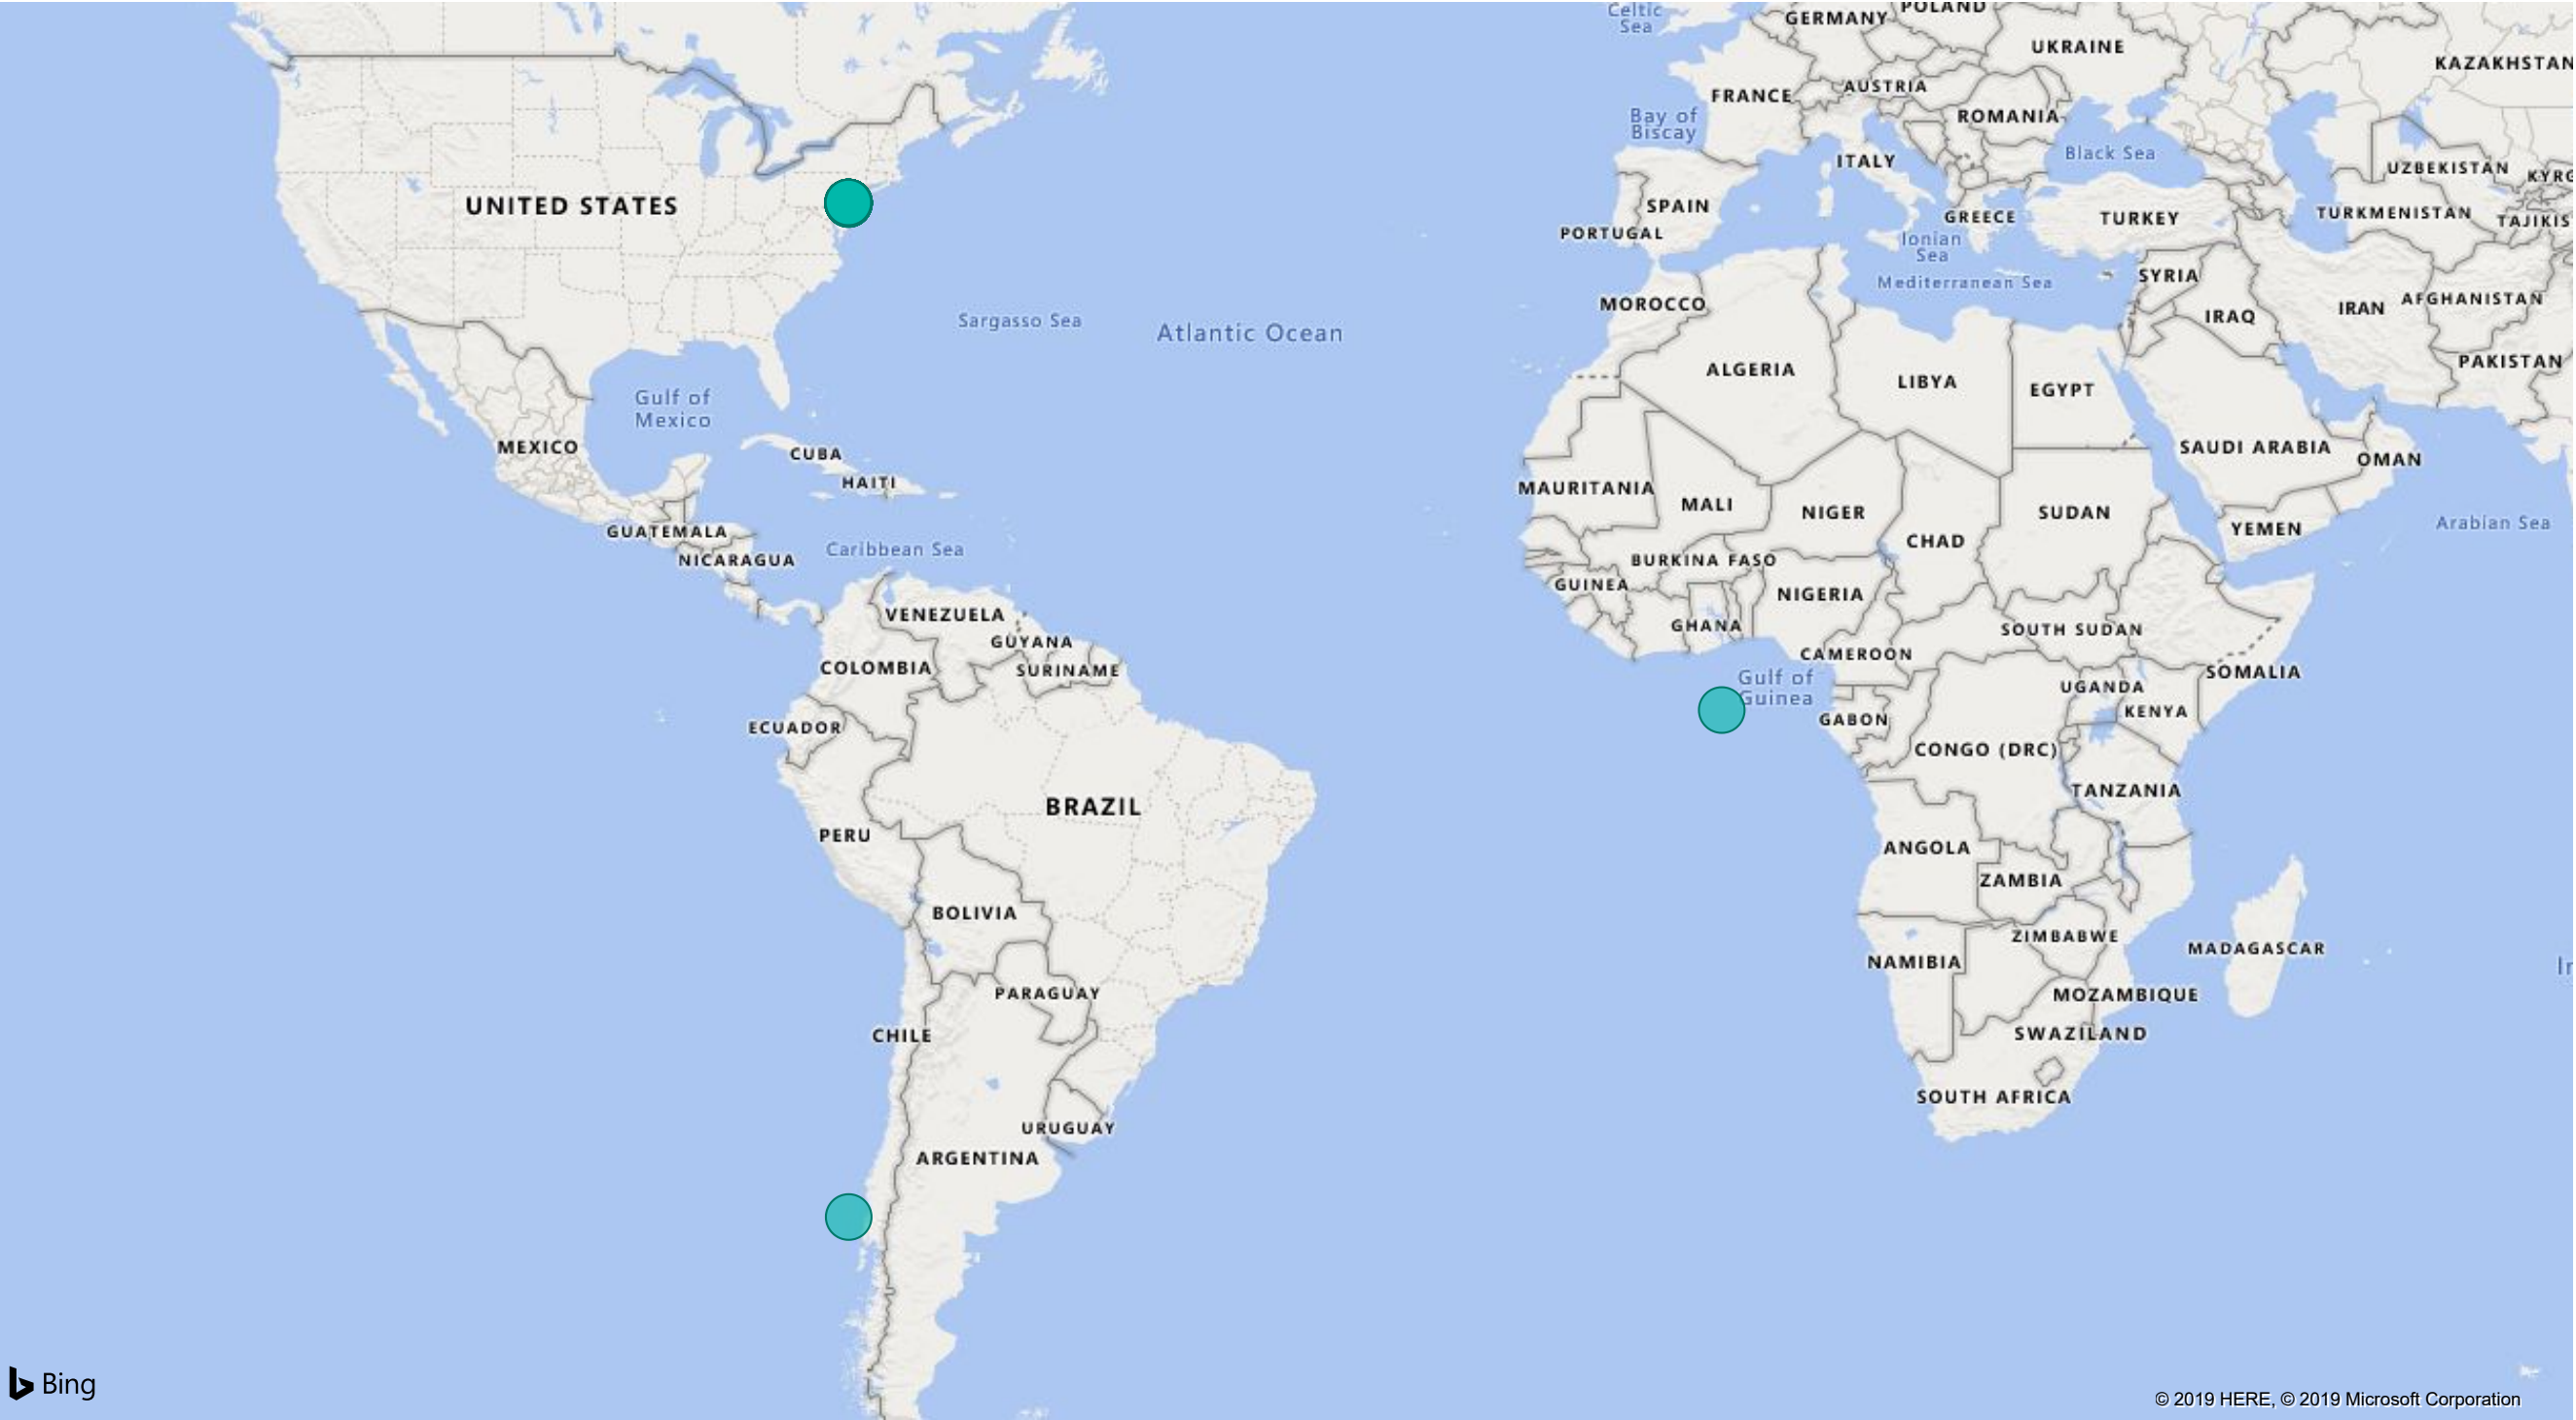 Celtic
Sea
GERMANY
POLAND
UKRAINE
KAZAKHSTAN
AUSTRIA
FRANCE
Bay of
Biscay
ROMANIA
Black Sea
ITALY
UZBEKISTAN
KYRG
UNITED STATES
SPAIN
PORTUGAL
GREECE
TURKEY
TURKMENISTAN
TAJIKIS
Ionian
Sea
Mediterranean Sea
SYRIA
MOROCCO
IRAQ
IRAN
AFGHANISTAN
Sargasso Sea
Atlantic Ocean
ALGERIA
LIBYA
EGYPT
PAKISTAN
Gulf of
Mexico
MEXICO
CUBA
HAITI
SAUDI ARABIA
OMAN
MAURITANIA
MALI
NIGER
SUDAN
YEMEN
Arabian Sea
GUATEMALA
NICARAGUA
Caribbean Sea
CHAD
BURKINA FASO
GUINEA
NIGERIA
VENEZUELA
GUYANA
GHANA
SOUTH SUDAN
COLOMBIA
SURINAME
CAMEROON
Gulf of
Guinea
SOMALIA
UGANDA
KENYA
ECUADOR
GABON
CONGO (DRC)
TANZANIA
BRAZIL
PERU
ANGOLA
ZAMBIA
BOLIVIA
ZIMBABWE
MADAGASCAR
NAMIBIA
In
PARAGUAY
MOZAMBIQUE
CHILE
SWAZILAND
SOUTH AFRICA
URUGUAY
ARGENTINA
Bing
© 2019 HERE, © 2019 Microsoft Corporation